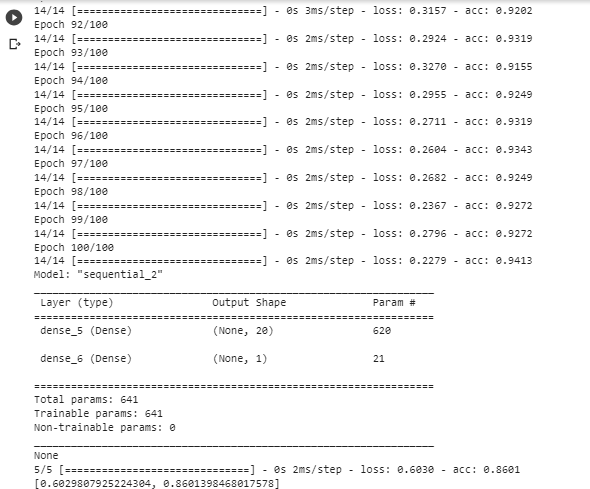 14/14 [==============================] - 0s 3ms/step - loss: 0.3157 - acc: 0.9202
Epoch 92/100
14/14 [==============================] - 0s 2ms/step - loss: 0.2924 - acc: 0.9319
Epoch 93/100
14/14 [==============================] - 0s 2ms/step - loss: 0.3270 - acc: 0.9155
Epoch 94/100
14/14 [==============================] - 0s 2ms/step - loss: 0.2955 - acc: 0.9249
Epoch 95/100
14/14 [==============================] - 0s 2ms/step - loss: 0.2711 - acc: 0.9319
Epoch 96/100
14/14 [==============================] - 0s 2ms/step - loss: 0.2604 - acc: 0.9343
Epoch 97/100
14/14 [==============================] - 0s 2ms/step - loss: 0.2682 - acc: 0.9249
Epoch 98/100
14/14 [==============================] - 0s 2ms/step - loss: 0.2367 - acc: 0.9272
Epoch 99/100
14/14 [==============================] - 0s 2ms/step - loss: 0.2796 - acc: 0.9272
Epoch 100/100
14/14 [==============================] - 0s 2ms/step - loss: 0.2279 - acc: 0.9413
Model: "sequential_2"
_________________________________________________________________
Layer (type) Output Shape Param #
=================================================================
dense_5 (Dense) (None, 20) 620
dense_6 (Dense) (None, 1) 21
=================================================================
Total params: 641
Trainable params: 641
Non-trainable params: 0
_________________________________________________________________
None
5/5 [==============================] - 0s 2ms/step - loss: 0.6030 - acc: 0.8601
[0.6029807925224304, 0.8601398468017578]